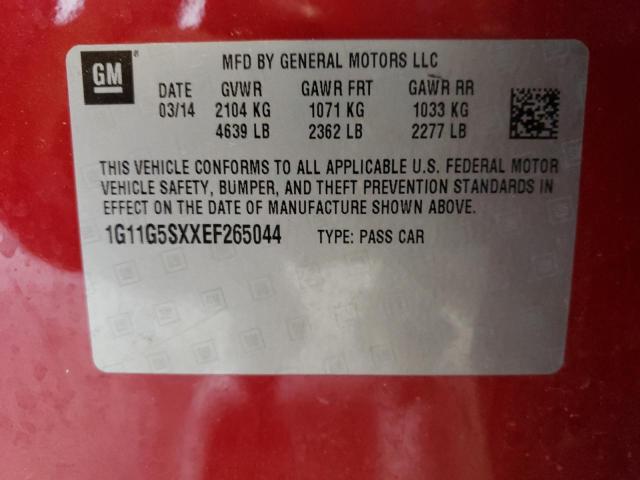 GM
®
MFD BY GENERAL MOTORS LLC
DATE GVWR GAWR FRT GAWR RR
03/14 2104 KG 1071 KG 1033 KG
4639 LB 2362 LB 2277 LB
THIS VEHICLE CONFORMS TO ALL APPLICABLE U.S. FEDERAL MOTOR
VEHICLE SAFETY, BUMPER, AND THEFT PREVENTION STANDARDS IN
EFFECT ON THE DATE OF MANUFACTURE SHOWN ABOVE.
1G11G5SXXEF265044 TYPE: PASS CAR